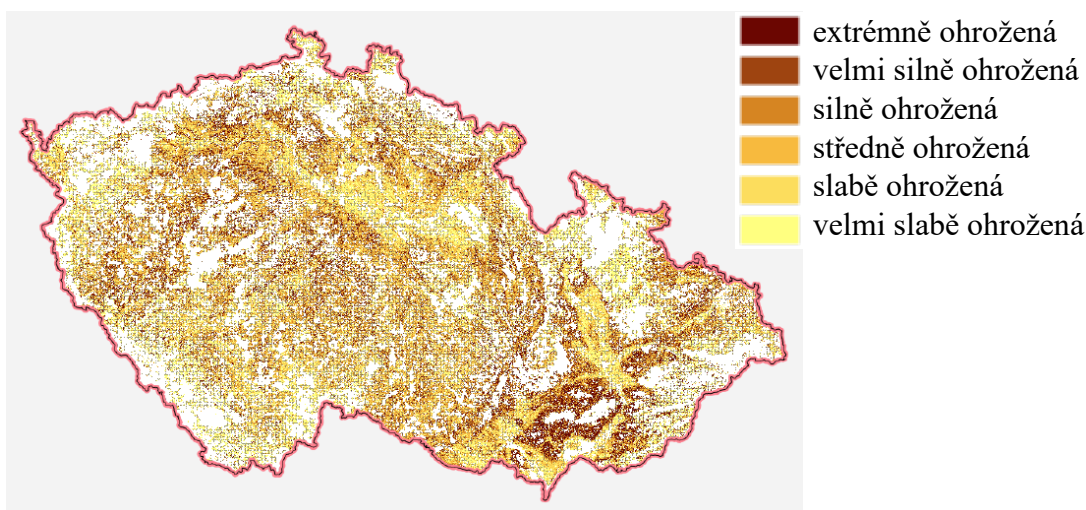 extrémně ohrožená
velmi silně ohrožená
silně ohrožená
středně ohrožená
slabě ohrožená
velmi slabě ohrožená